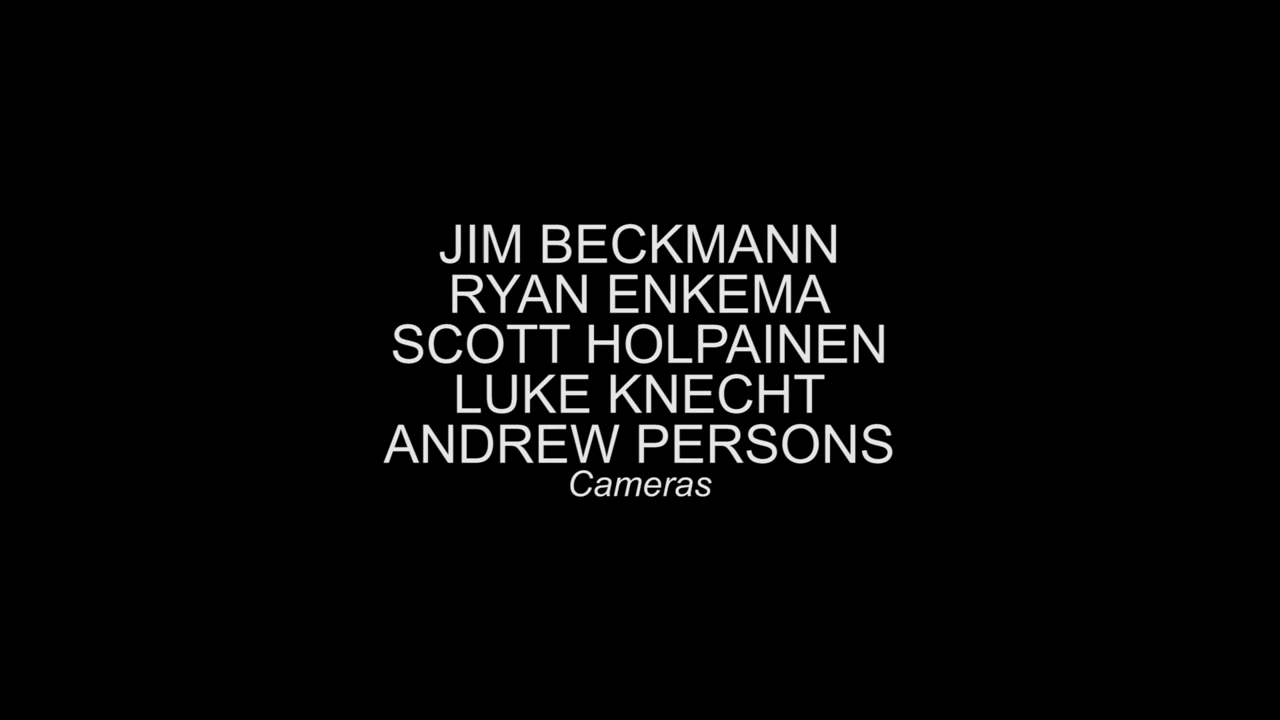 JIM BECKMANN
RYAN ENKEMA
SCOTT HOLPAINEN
LUKE KNECHT
ANDREW PERSONS
Cameras